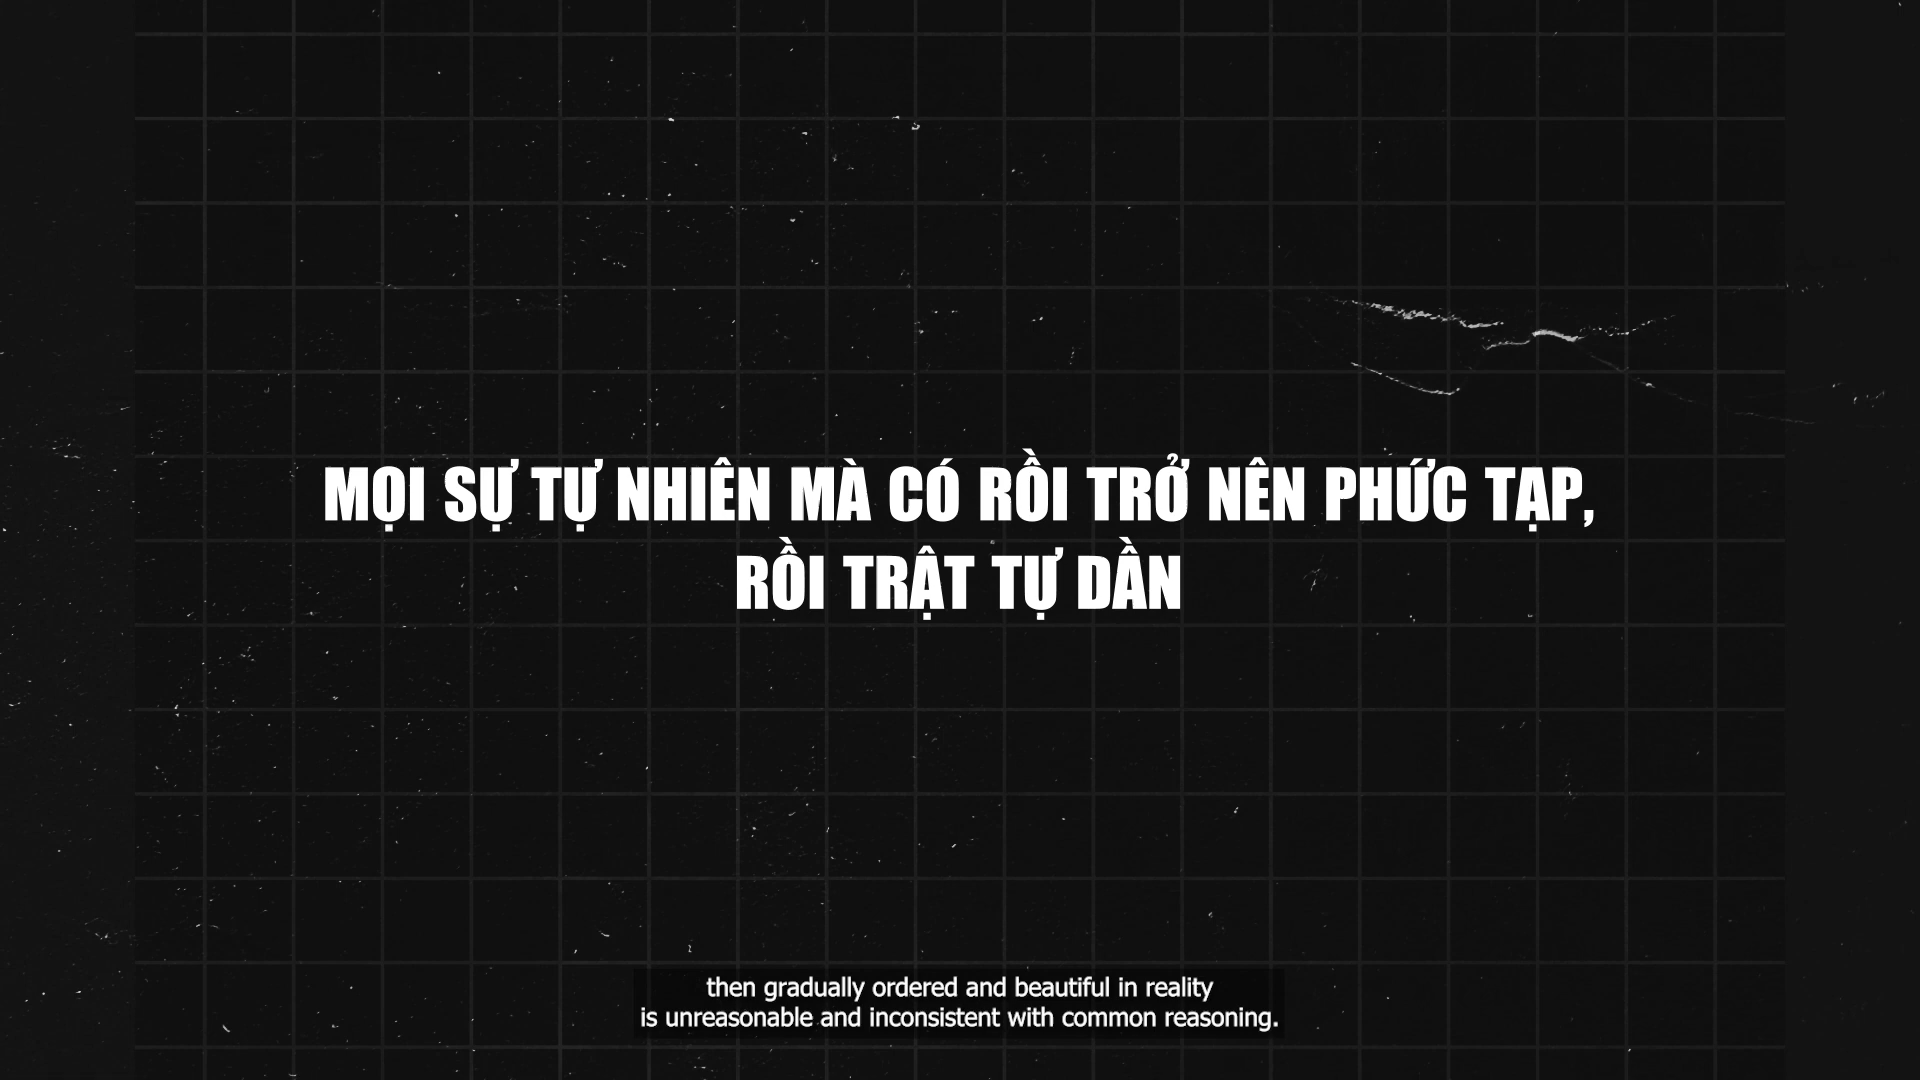 MỌI SỰ TỰ NHIÊN MÀ CÓ RỒI TRỞ NÊN PHỨC TẠP,
RỒI TRẬT TỰ DẦN
then gradually ordered and beautiful in reality
is unreasonable and inconsistent with common reasoning.